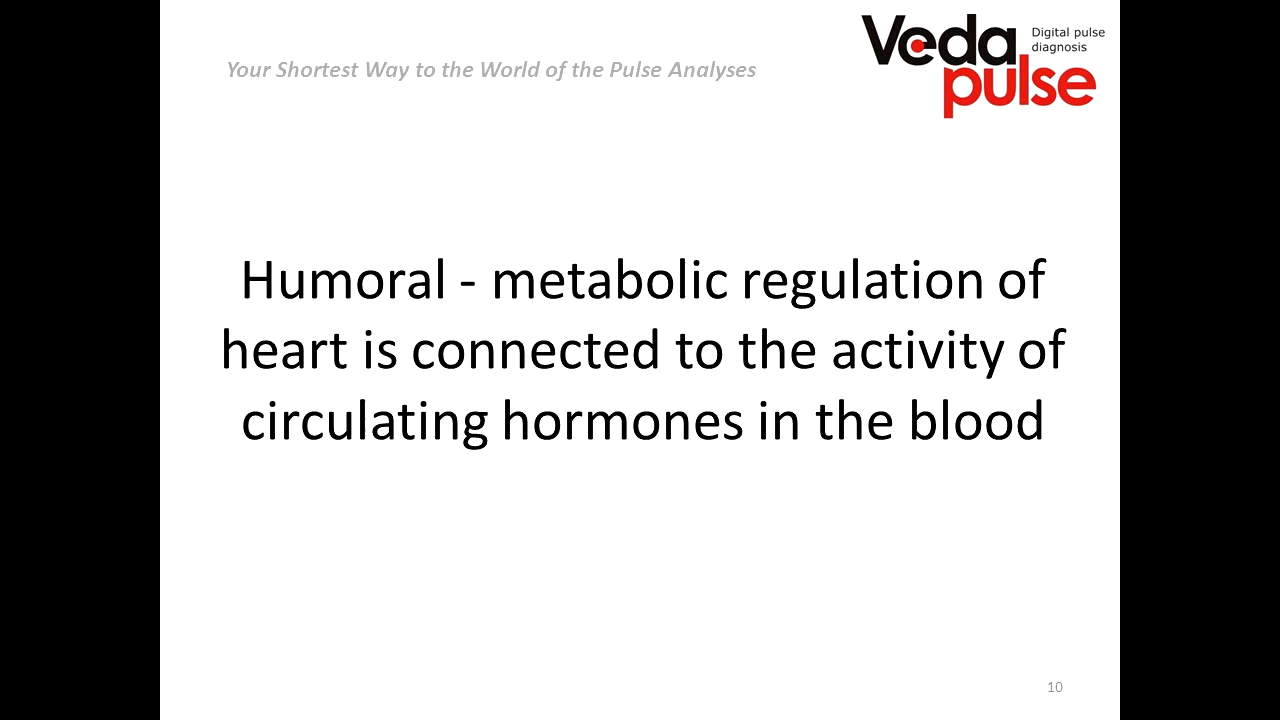 Your Shortest Way to the World of the Pulse Analyses
Veda
pulse
Digital pulse
diagnosis
Humoral - metabolic regulation of
heart is connected to the activity of
circulating hormones in the blood
10